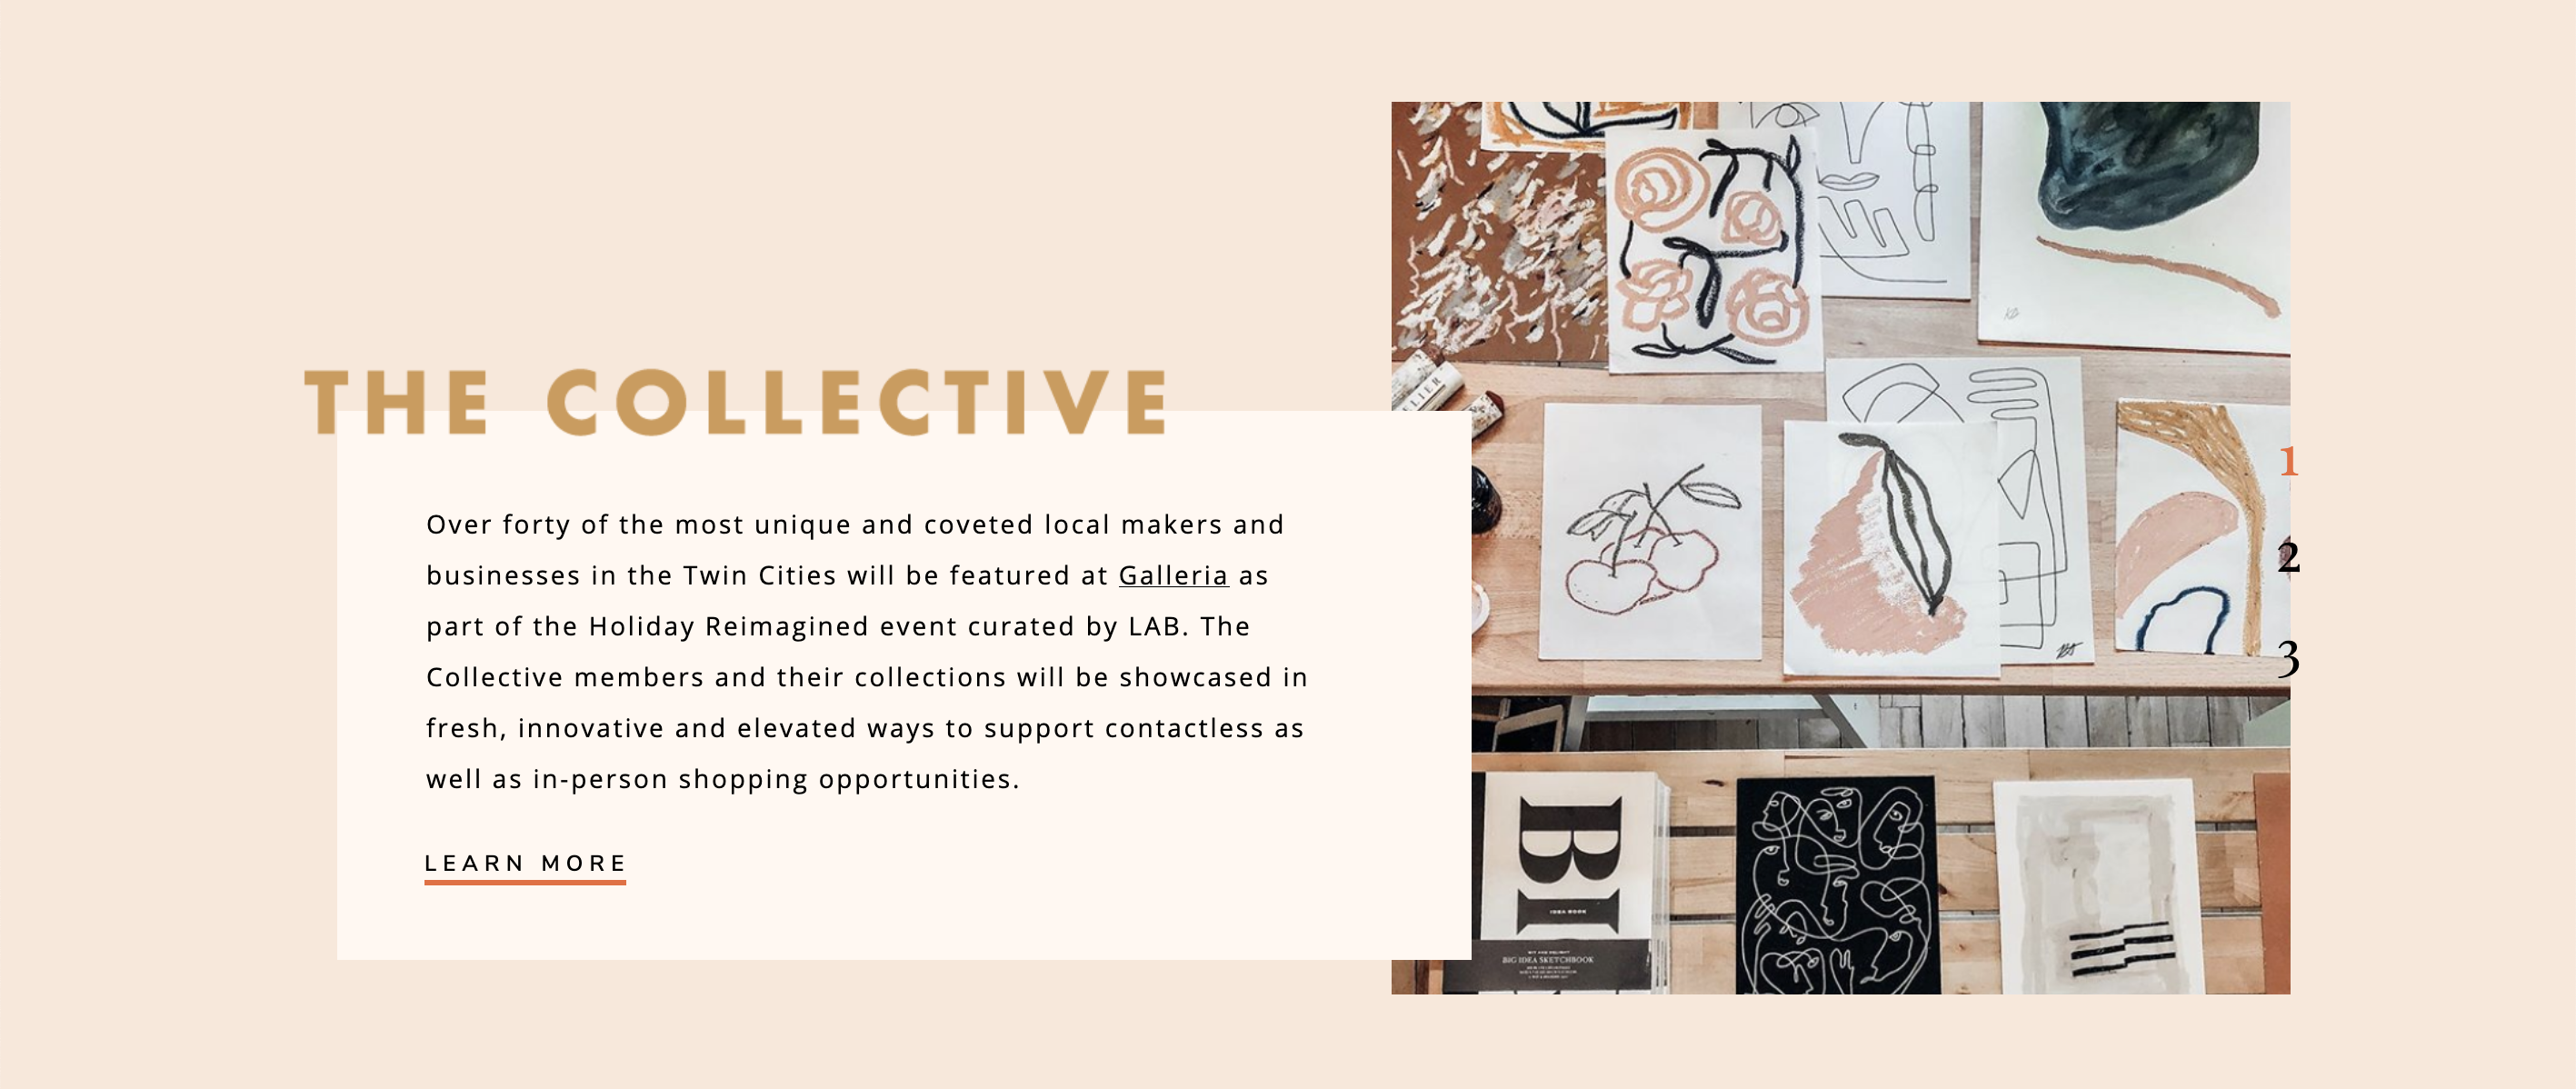 THE COLLECTIVE
Over forty of the most unique and coveted local makers and
businesses in the Twin Cities will be featured at Galleria as
part of the Holiday Reimagined event curated by LAB. The
Collective members and their collections will be showcased in
fresh, innovative and elevated ways to support contactless as
well as in-person shopping opportunities.
LEARN MORE
1
2
3
BI
IDEA BOOK
BIG IDEA SKETCHBOOK